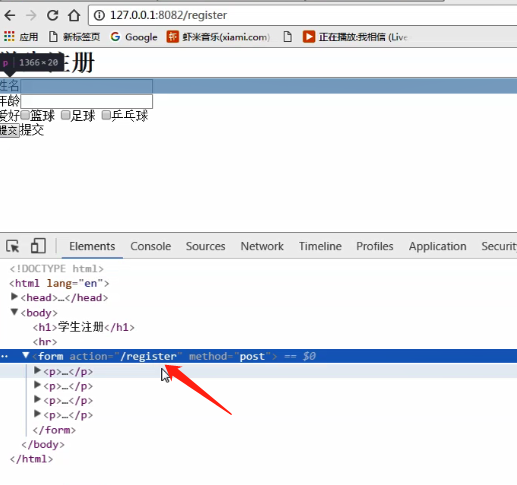 127.0.0.1:8082/register
应用 新标签页 Google 虾米音乐(xiami.com) 正在播放:我相信 (Live
p 1366×20
注册
姓名
年龄
爱好 篮球 足球 乒乓球
提交 提交
Elements Console Sources Network Timeline Profiles Application Securit
<!DOCTYPE html>
<html lang="en">
<head>…</head>
<body>
<h1>学生注册</h1>
<hr>
<form action="/register" method="post"> == $0
<p>…</p>
<p>…</p>
<p>…</p>
<p>…</p>
</form>
</body>
</html>